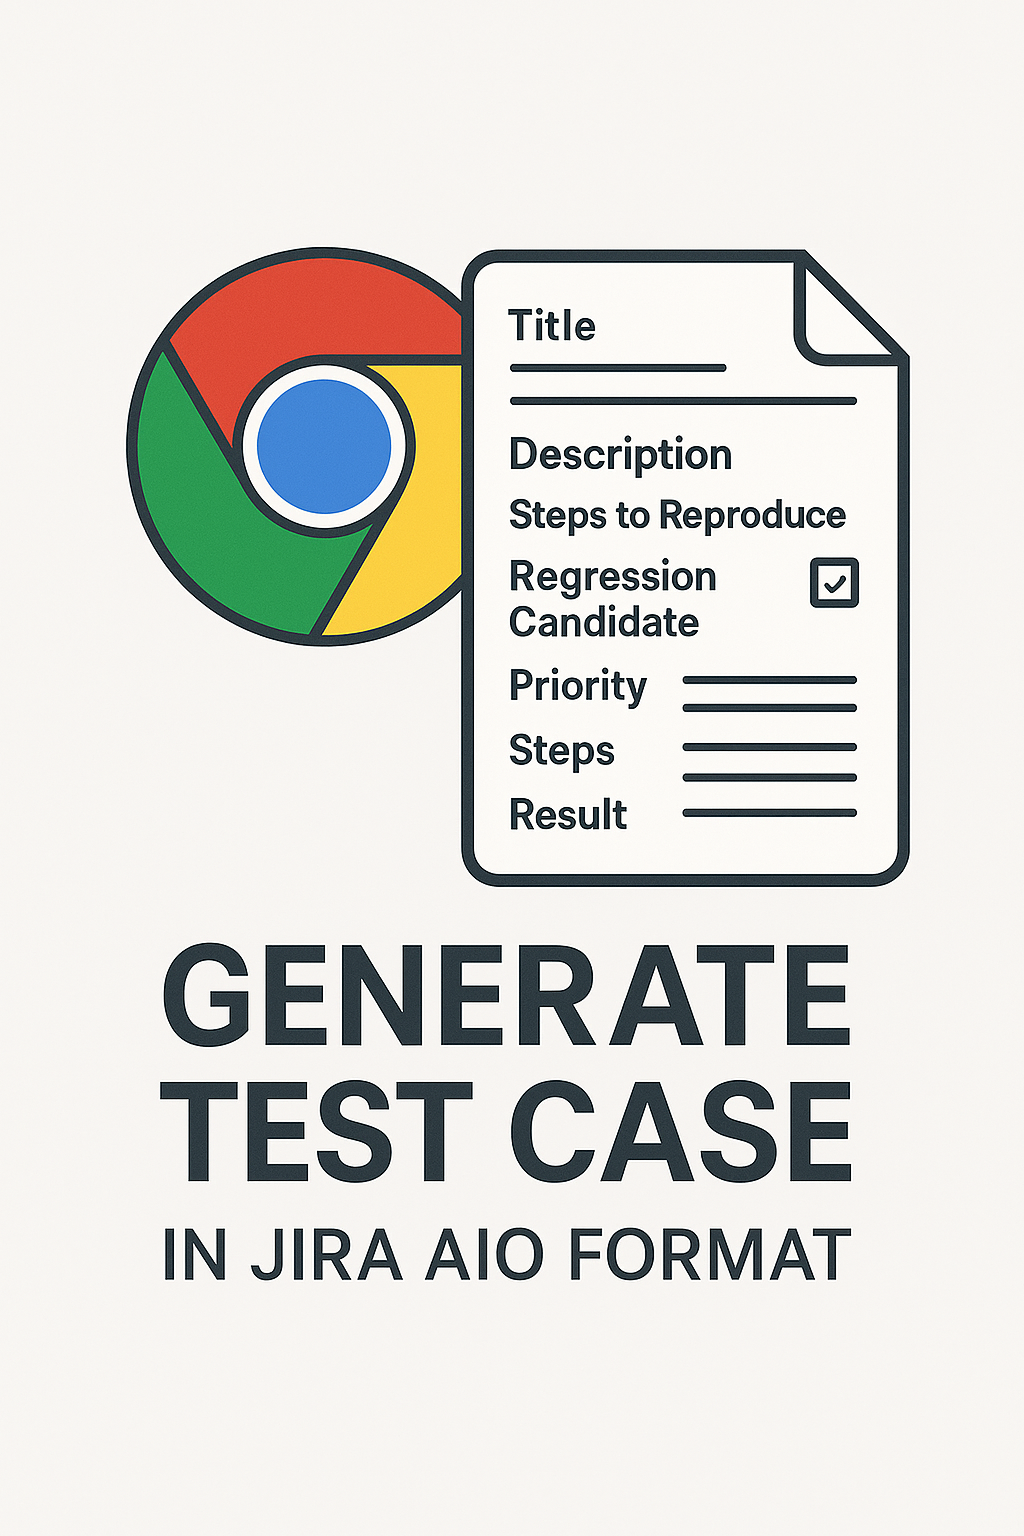 Title
Description
Steps to Reproduce
Regression
Candidate
Priority
Steps
Result
GENERATE
TEST CASE
IN JIRA AIO FORMAT